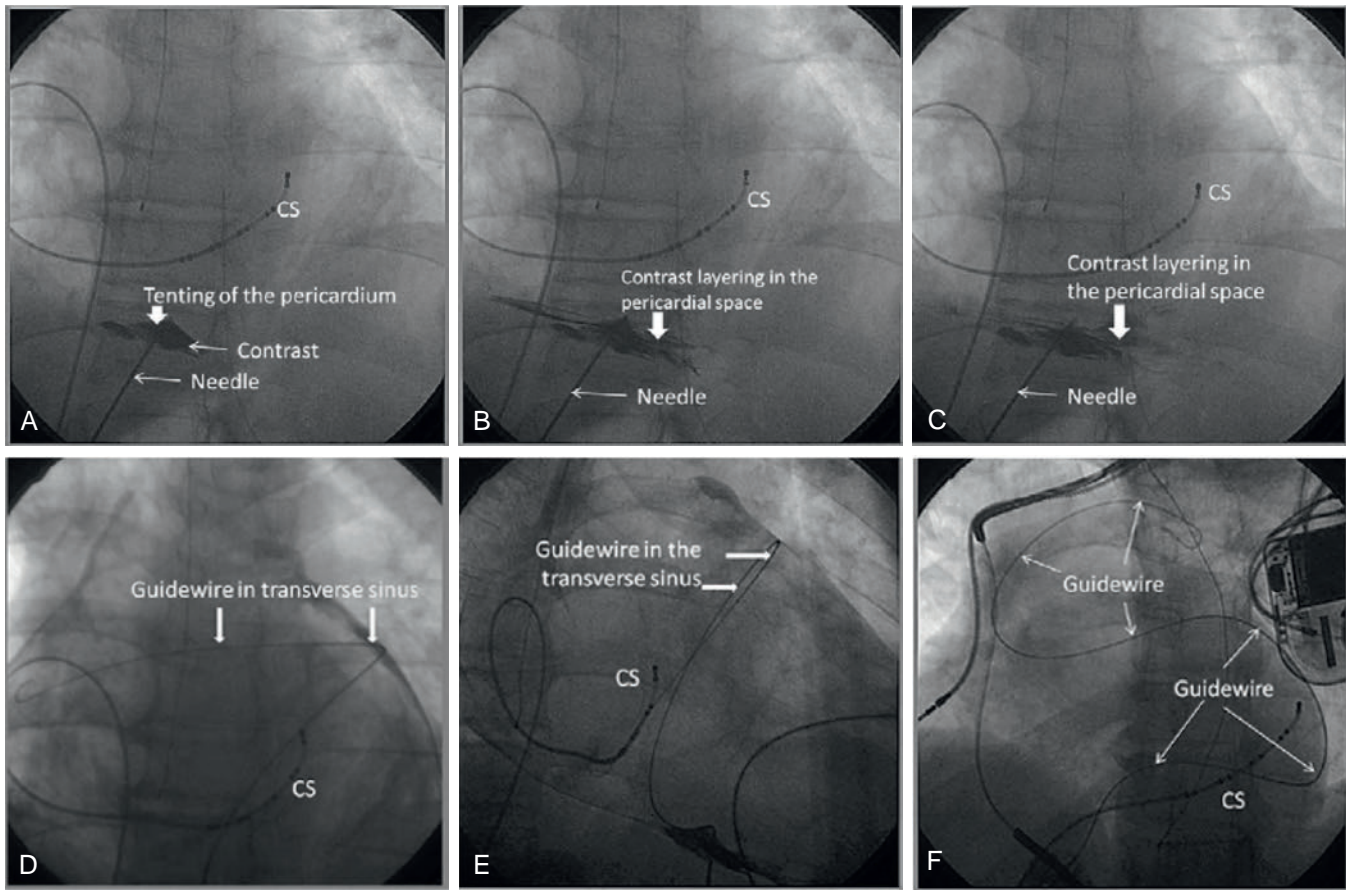 CS
Tenting of the pericardium
Contrast
Needle
A
CS
Contrast layering in the
pericardial space
Needle
B
CS
Contrast layering in
the pericardial space
Needle
C
Guidewire in transverse sinus
CS
D
Guidewire in the
transverse sinus
CS
E
Guidewire
Guidewire
CS
F